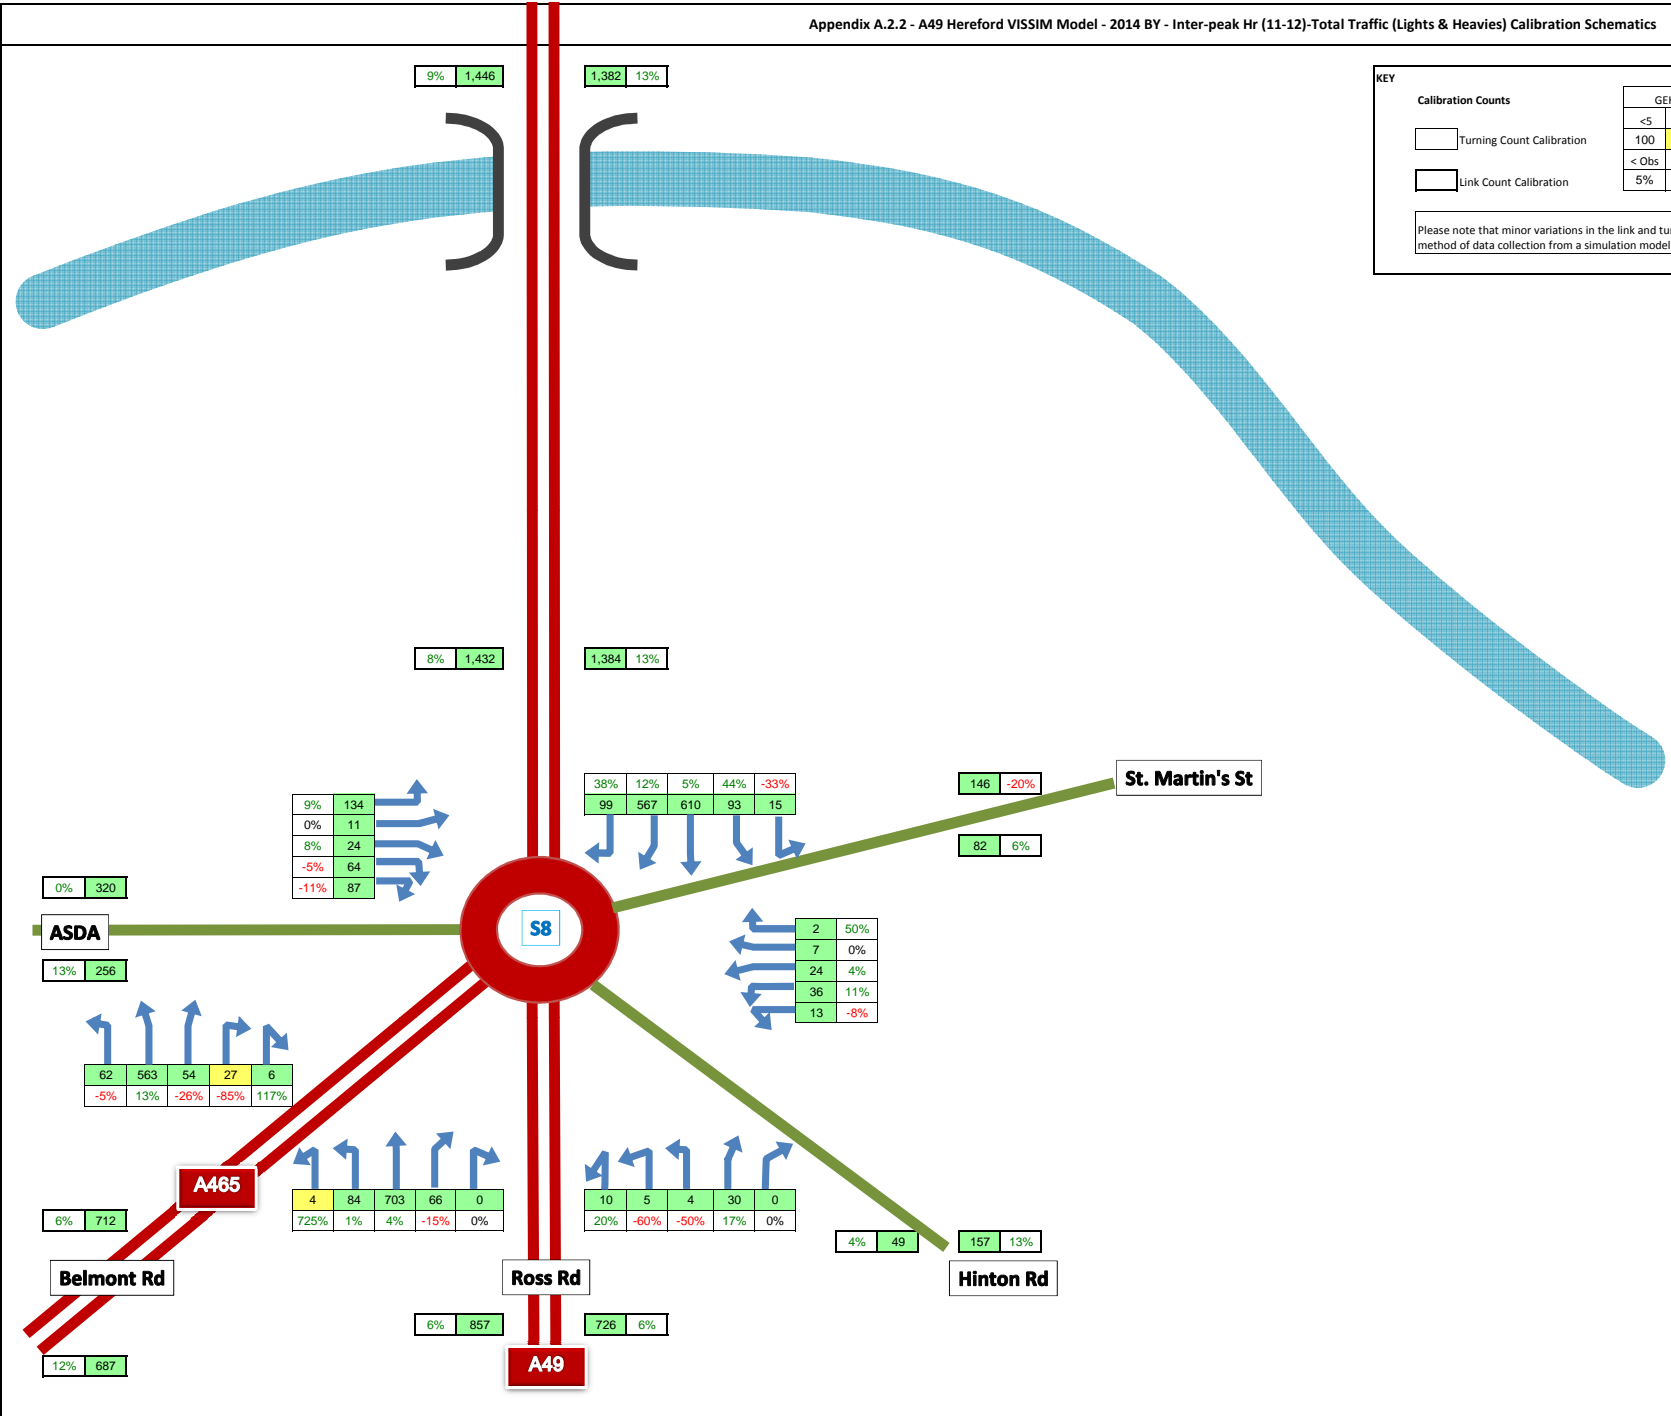 Appendix A.2.2 - A49 Hereford VISSIM Model - 2014 BY - Inter-peak Hr (11-12)-Total Traffic (Lights & Heavies) Calibration Schematics
9% 1,446 1,382 13%
KEY
Calibration Counts
<5
Turning Count Calibration
100
< Obs
Link Count Calibration
5%
Please note that minor variations in the link and
method of data collection from a simulation model
8% 1,432 1,384 13%
St. Martin's St
146 -20%
38% 12% 5% 44% -33%
99 567 610 93 15
9% 134
0% 11
8% 24
-5% 64
-11% 87
82 6%
0% 320
ASDA
S8
13% 256
2 50%
7 0%
24 4%
36 11%
13 -8%
62 563 54 27 6
-5% 13% -26% -85% 117%
A465
4 84 703 66 0
725% 1% 4% -15% 0%
10 5 4 30 0
20% -60% -50% 17% 0%
6% 712
4% 49
157 13%
Belmont Rd
Ross Rd
Hinton Rd
6% 857
726 6%
12% 687
A49